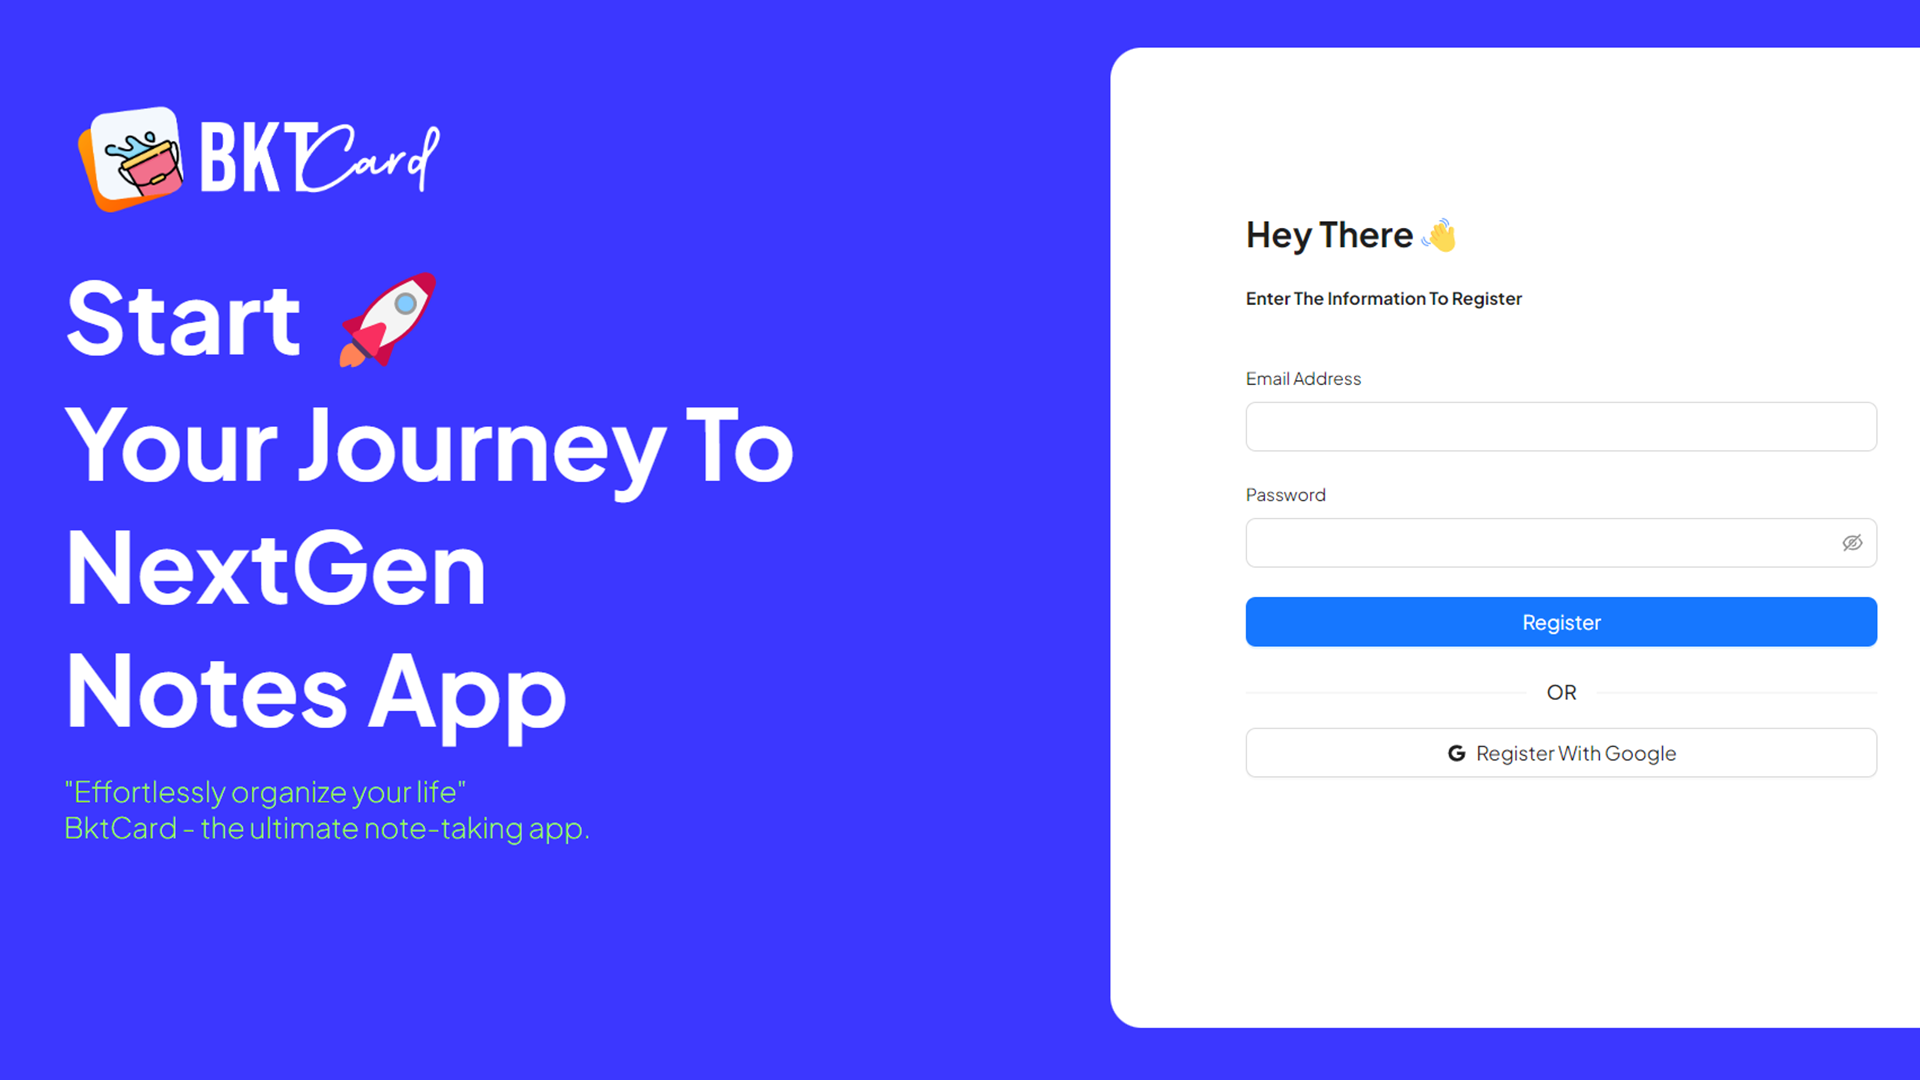 BKTCard
Start 🚀
Your Journey To
NextGen
Notes App
"Effortlessly organize your life"
BktCard - the ultimate note-taking app.
Hey There 👋
Enter The Information To Register
Email Address
Password
Register
OR
G Register With Google